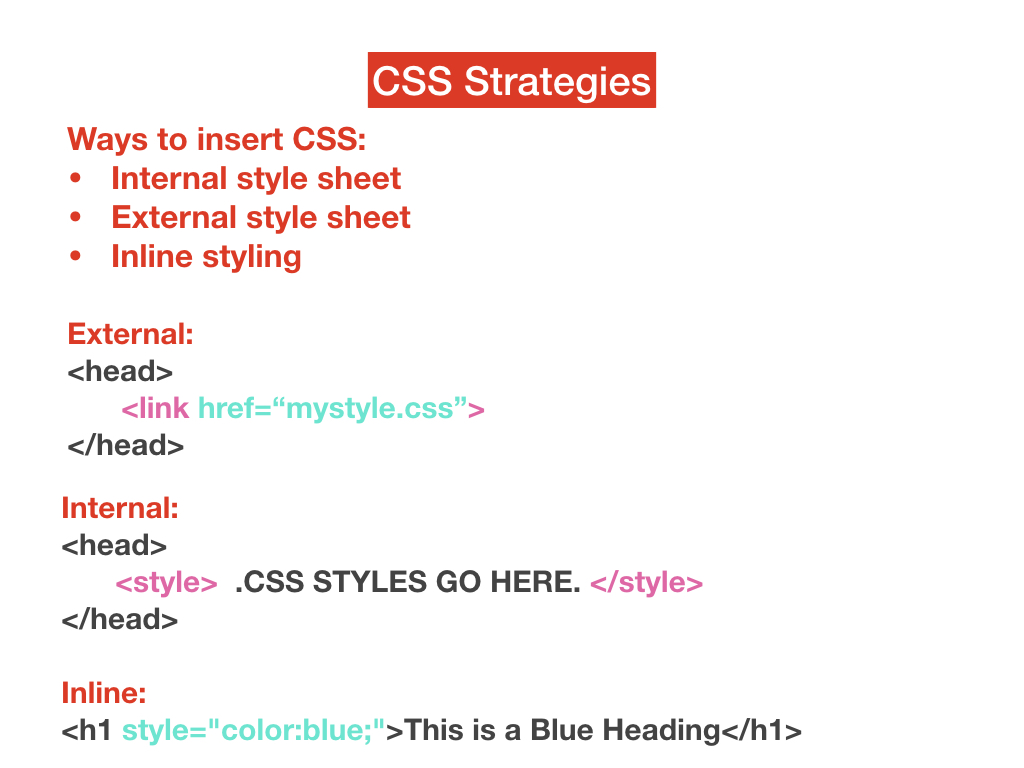 CSS Strategies
Ways to insert CSS:
• Internal style sheet
• External style sheet
• Inline styling
External:
<head>
<link href=“mystyle.css”>
</head>
Internal:
<head>
<style> .CSS STYLES GO HERE. </style>
</head>
Inline:
<h1 style="color:blue;">This is a Blue Heading</h1>